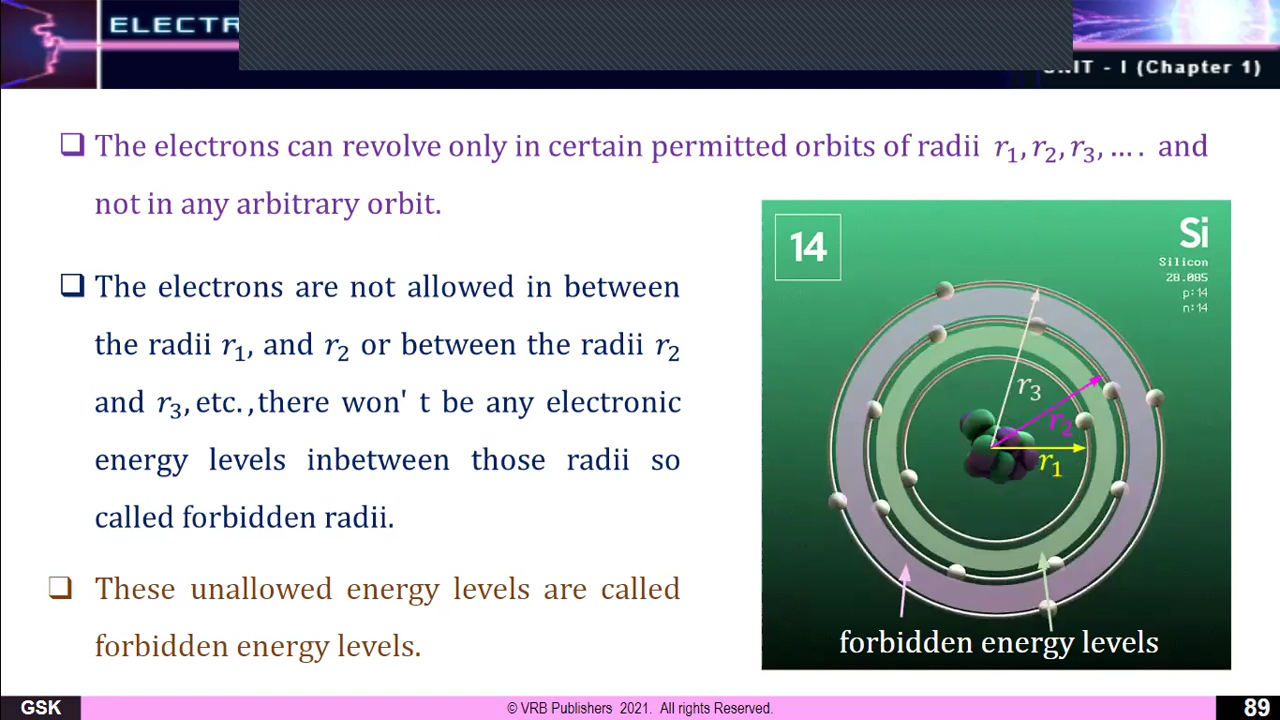 ELECTR
UNIT - I (Chapter 1)
❑ The electrons can revolve only in certain permitted orbits of radii r₁, r₂, r₃, .... and
not in any arbitrary orbit.
❑ The electrons are not allowed in between
the radii r₁, and r₂ or between the radii r₂
and r₃, etc. , there won' t be any electronic
energy levels inbetween those radii so
called forbidden radii.
❑ These unallowed energy levels are called
forbidden energy levels.
14
Si
Silicon
28.085
p:14
n:14
r₃
r₂
r₁
forbidden energy levels
GSK
© VRB Publishers 2021. All rights Reserved.
89